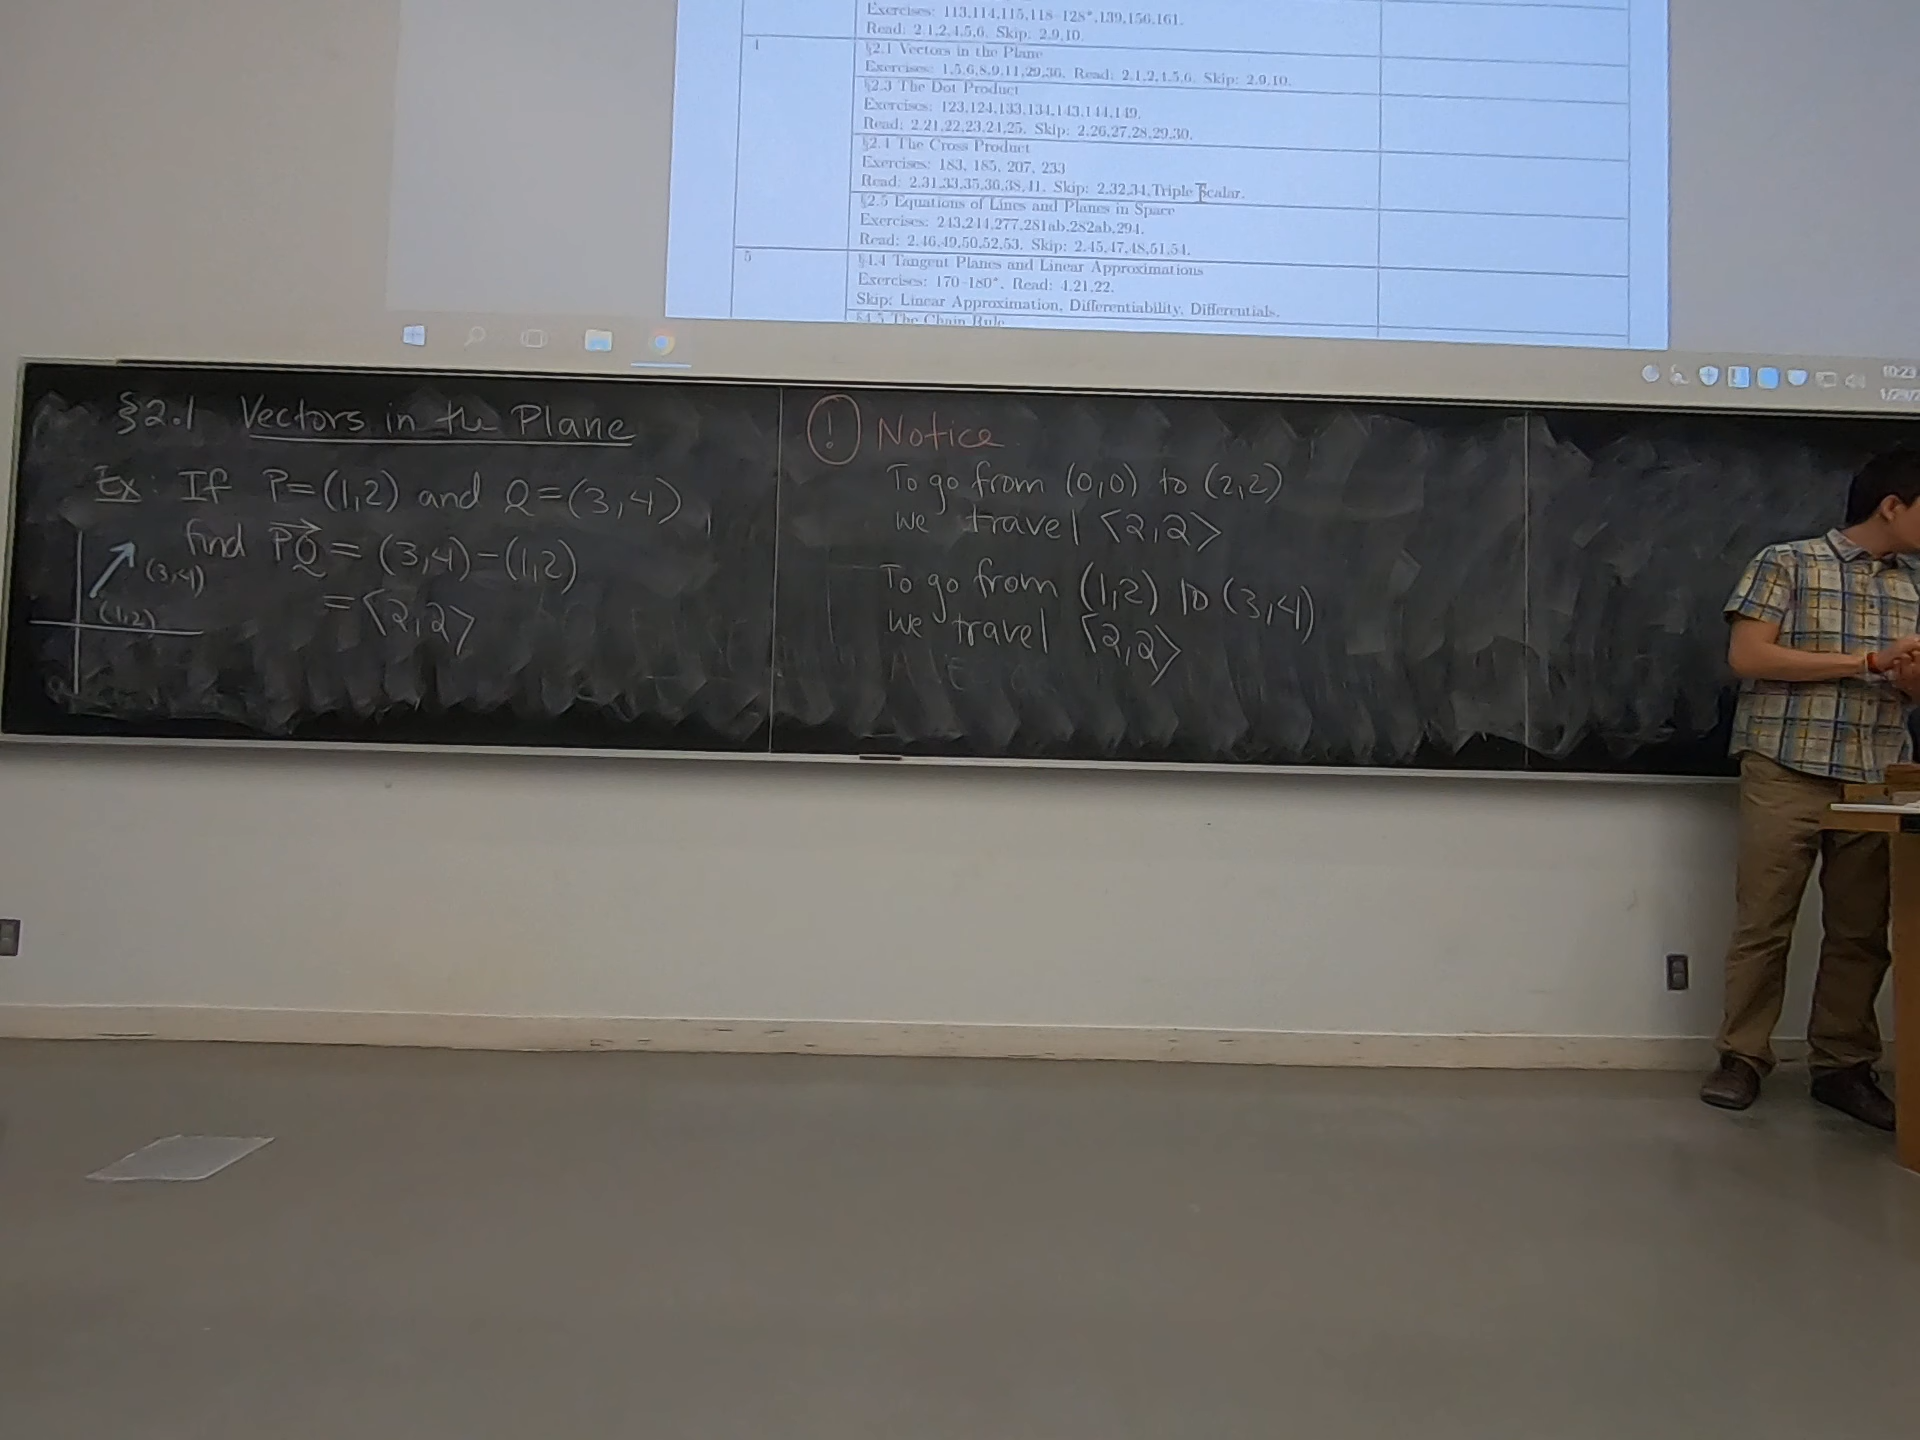 Exercises: 113,114,115,118-128*,139,156,161.
Read: 2.1,2,4,5,6. Skip: 2.9,10.
4
§2.1 Vectors in the Plane
Exercises: 1,5,6,8,9,11,29,36. Read: 2.1,2,4,5,6. Skip: 2.9,10.
§2.3 The Dot Product
Exercises: 123,124,133,134,143,144,149.
Read: 2.21,22,23,24,25. Skip: 2.26,27,28,29,30.
§2.4 The Cross Product
Exercises: 183, 185, 207, 233
Read: 2.31,33,35,36,38,41. Skip: 2.32,34,Triple Scalar.
§2.5 Equations of Lines and Planes in Space
Exercises: 243,244,277,281ab,282ab,294.
Read: 2.46,49,50,52,53. Skip: 2.45,47,48,51,54.
5
§4.4 Tangent Planes and Linear Approximations
Exercises: 170-180*. Read: 4.21,22.
Skip: Linear Approximation, Differentiability, Differentials.
§4.5 The Chain Rule
10:23
§2.1 Vectors in the Plane
Ex: If P=(1,2) and Q=(3,4),
find PQ⃗ = (3,4)-(1,2)
=⟨2,2⟩
(3,4)
(1,2)
! Notice
To go from (0,0) to (2,2)
we travel ⟨2,2⟩
To go from (1,2) to (3,4)
we travel ⟨2,2⟩